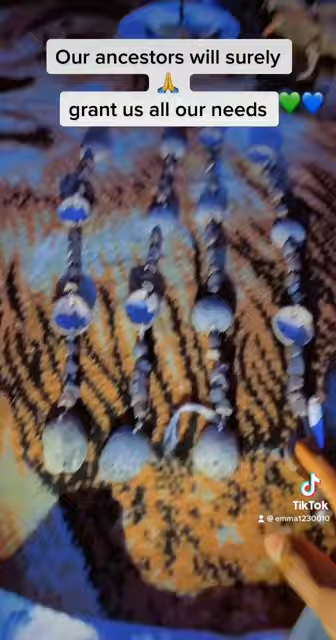 Our ancestors will surely
🙏
grant us all our needs💚💙
TikTok
@emma1230010